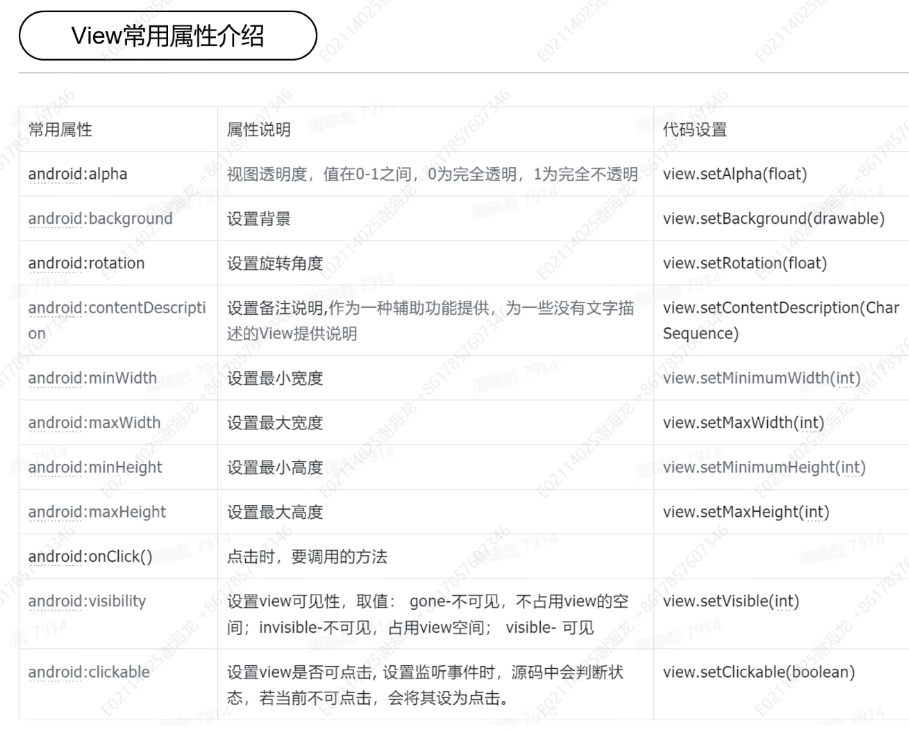 View常用属性介绍
常用属性
属性说明
代码设置
android:alpha
视图透明度，值在0-1之间，0为完全透明，1为完全不透明
view.setAlpha(float)
android:background
设置背景
view.setBackground(drawable)
android:rotation
设置旋转角度
view.setRotation(float)
android:contentDescripti
on
设置备注说明,作为一种辅助功能提供，为一些没有文字描
述的View提供说明
view.setContentDescription(Char
Sequence)
android:minWidth
设置最小宽度
view.setMinimumWidth(int)
android:maxWidth
设置最大宽度
view.setMaxWidth(int)
android:minHeight
设置最小高度
view.setMinimumHeight(int)
android:maxHeight
设置最大高度
view.setMaxHeight(int)
android:onClick()
点击时，要调用的方法
android:visibility
设置view可见性，取值： gone-不可见，不占用view的空
间；invisible-不可见，占用view空间； visible- 可见
view.setVisible(int)
android:clickable
设置view是否可点击, 设置监听事件时，源码中会判断状
态，若当前不可点击，会将其设为点击。
view.setClickable(boolean)